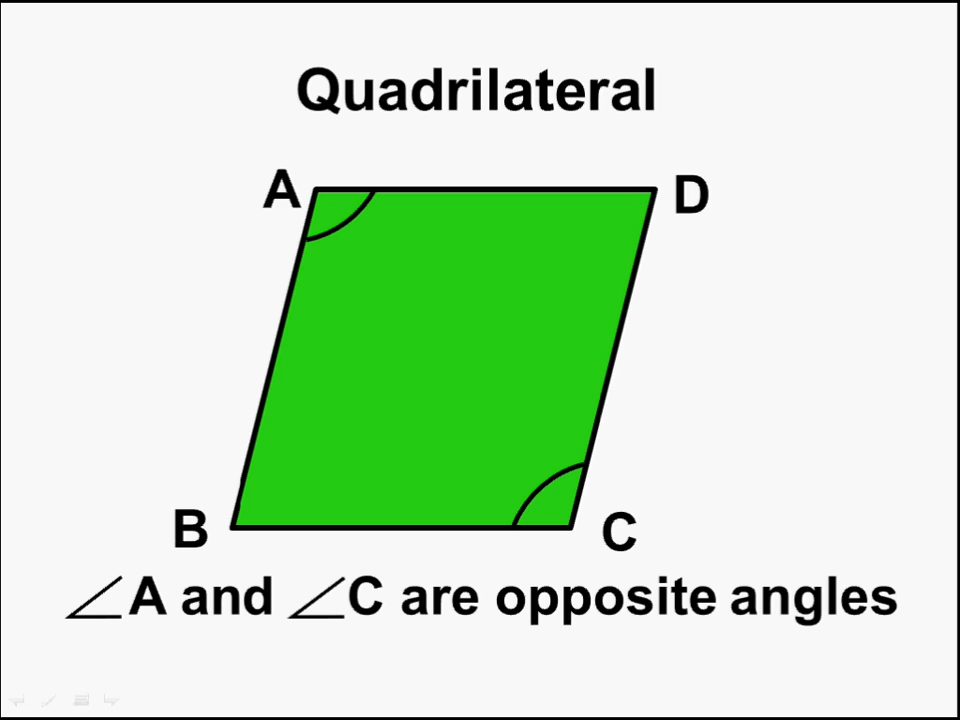 Quadrilateral
A D
B C
∠A and ∠C are opposite angles